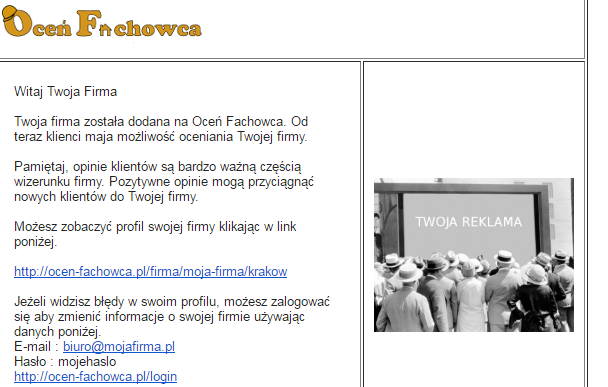 Oceń Fachowca
Witaj Twoja Firma
Twoja firma została dodana na Oceń Fachowca. Od
teraz klienci maja możliwość oceniania Twojej firmy.
Pamiętaj, opinie klientów są bardzo ważną częścią
wizerunku firmy. Pozytywne opinie mogą przyciągnąć
nowych klientów do Twojej firmy.
Możesz zobaczyć profil swojej firmy klikając w link
poniżej.
http://ocen-fachowca.pl/firma/moja-firma/krakow
Jeżeli widzisz błędy w swoim profilu, możesz zalogować
się aby zmienić informacje o swojej firmie używając
danych poniżej.
E-mail : biuro@mojafirma.pl
Hasło : mojehaslo
http://ocen-fachowca.pl/login
TWOJA REKLAMA